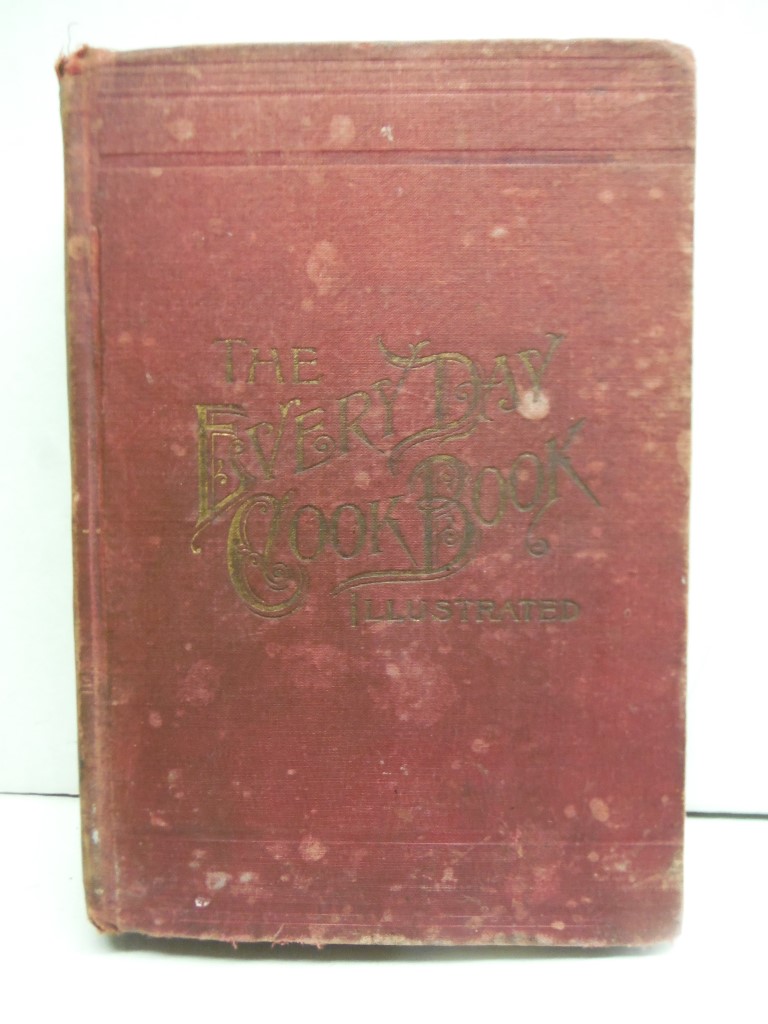 THE
EVERY DAY
COOK BOOK
ILLUSTRATED